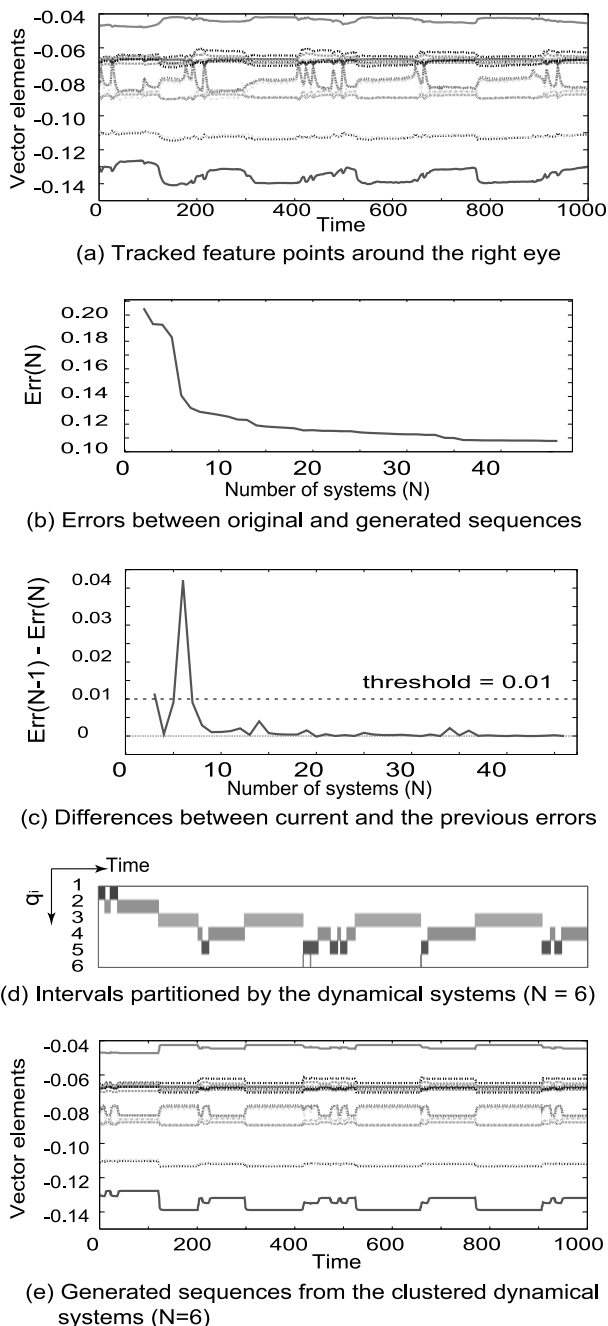 -0.04
-0.06
-0.08
-0.10
-0.13
-0.14
Vector elements
0 200 400 600 800 1000
Time
(a) Tracked feature points around the right eye
0.20
0.18
0.16
0.14
0.12
0.10
Err(N)
0 10 20 30 40
Number of systems (N)
(b) Errors between original and generated sequences
0.04
0.03
0.02
0.01
0
Err(N-1) - Err(N)
threshold = 0.01
0 10 20 30 40
Number of systems (N)
(c) Differences between current and the previous errors
Time
qi
1
2
3
4
5
6
(d) Intervals partitioned by the dynamical systems (N = 6)
-0.04
-0.06
-0.08
-0.10
-0.13
-0.14
Vector elements
0 200 400 600 800 1000
Time
(e) Generated sequences from the clustered dynamical
systems (N=6)